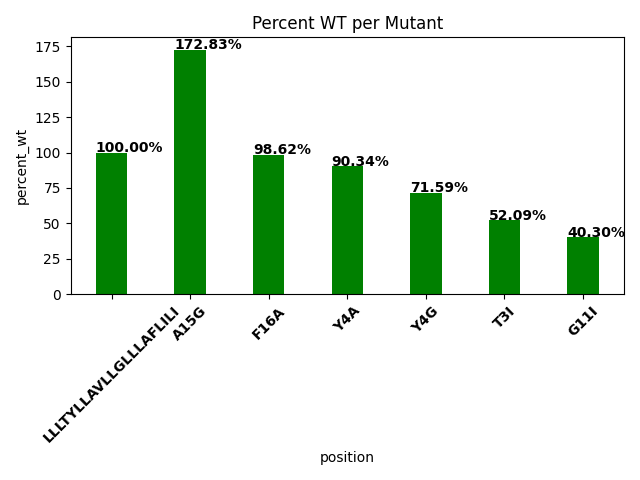 Percent WT per Mutant
percent_wt
175
150
125
100
75
50
25
0
100.00%
172.83%
98.62%
90.34%
71.59%
52.09%
40.30%
LLLTYLLAVLLGLLLAFLILI
A15G
F16A
Y4A
Y4G
T3I
G11I
position